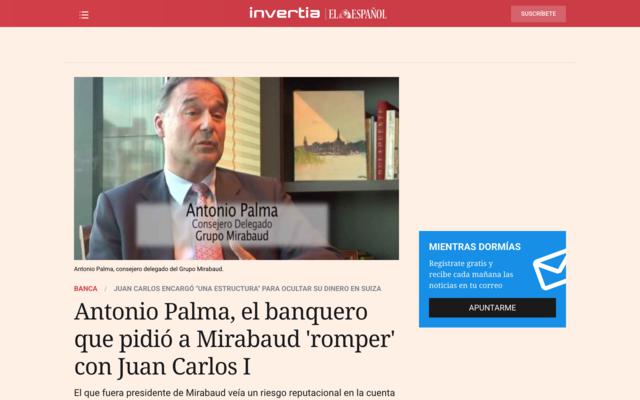 invertia | EL ESPAÑOL
SUSCRÍBETE
Antonio Palma
Consejero Delegado
Grupo Mirabaud
Antonio Palma, consejero delegado del Grupo Mirabaud.
BANCA / JUAN CARLOS ENCARGÓ "UNA ESTRUCTURA" PARA OCULTAR SU DINERO EN SUIZA
Antonio Palma, el banquero
que pidió a Mirabaud 'romper'
con Juan Carlos I
El que fuera presidente de Mirabaud veía un riesgo reputacional en la cuenta
MIENTRAS DORMÍAS
Regístrate gratis y
recibe cada mañana las
noticias en tu correo
APUNTARME